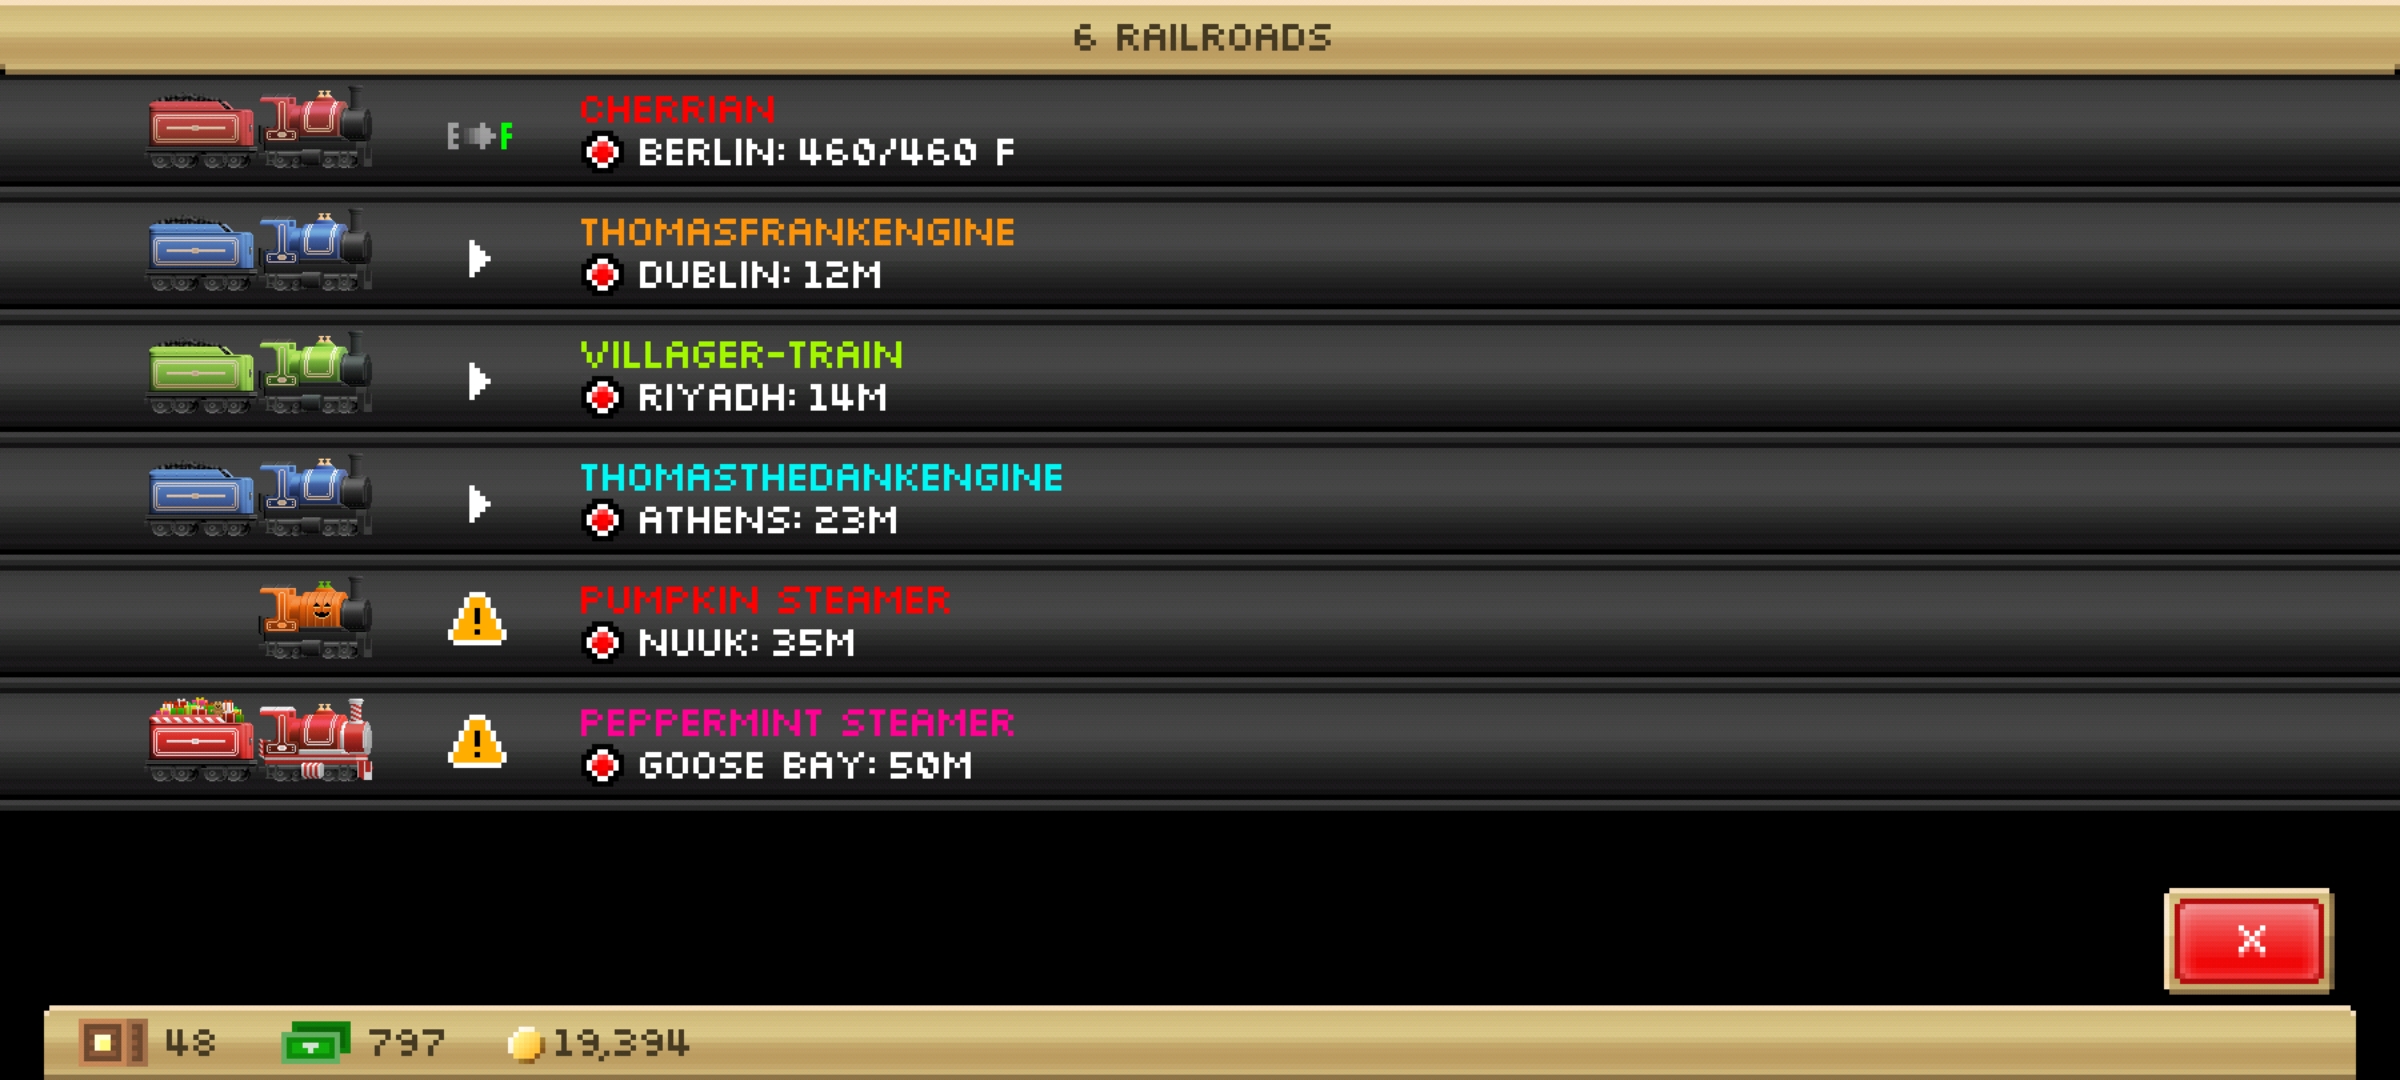 6 RAILROADS
CHERRIAN
E F
BERLIN: 460/460 F
THOMASFRANKENGINE
DUBLIN: 12M
VILLAGER-TRAIN
RIYADH: 14M
THOMASTHEDANKENGINE
ATHENS: 23M
PUMPKIN STEAMER
NUUK: 35M
PEPPERMINT STEAMER
GOOSE BAY: 50M
X
48 797 19,394